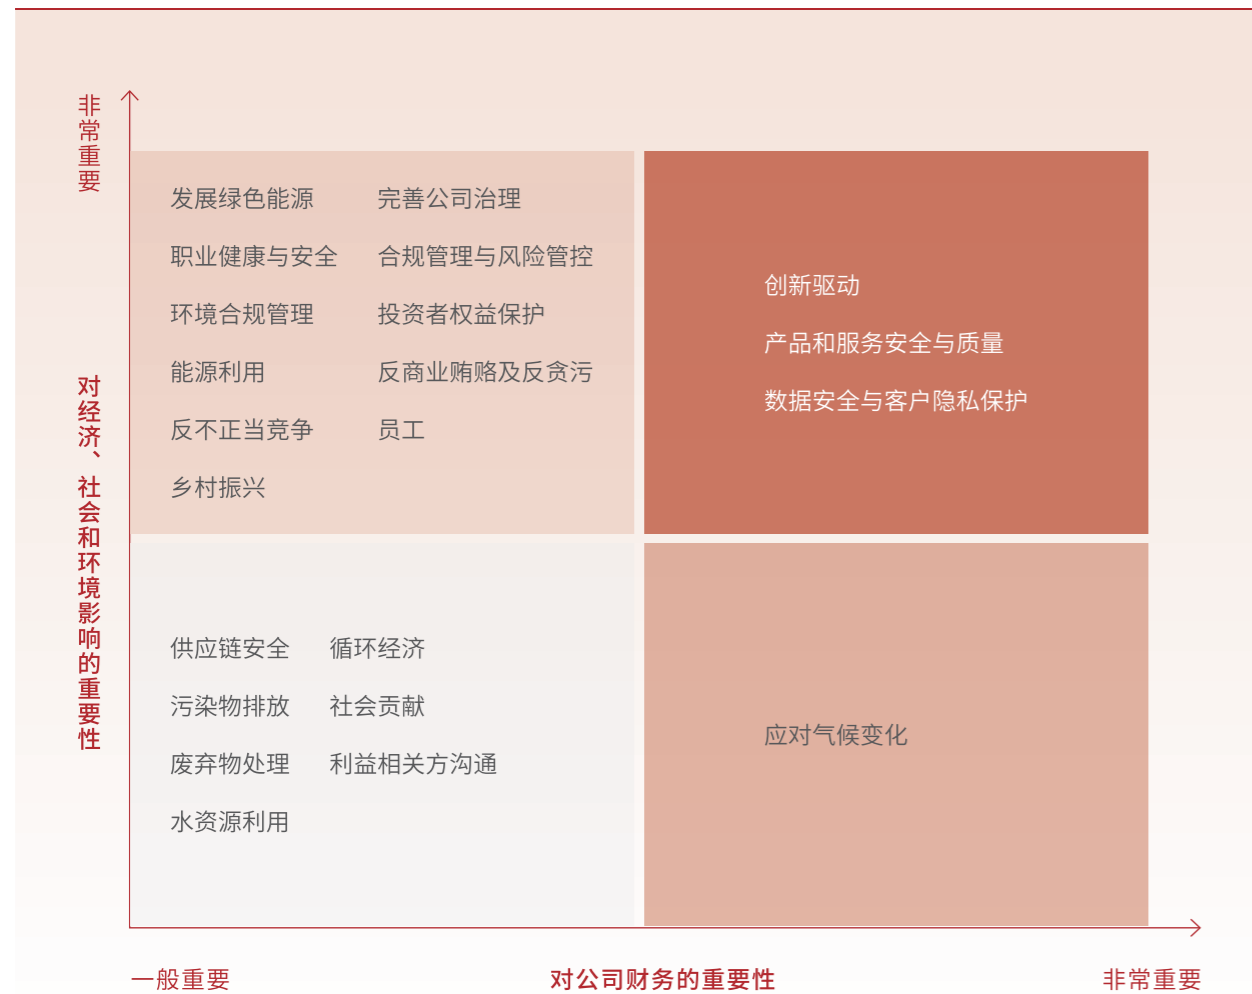 非常重要
对经济、社会和环境影响的重要性
发展绿色能源 完善公司治理
职业健康与安全 合规管理与风险管控
环境合规管理 投资者权益保护
能源利用 反商业贿赂及反贪污
反不正当竞争 员工
乡村振兴
创新驱动
产品和服务安全与质量
数据安全与客户隐私保护
供应链安全 循环经济
污染物排放 社会贡献
废弃物处理 利益相关方沟通
水资源利用
应对气候变化
一般重要 对公司财务的重要性 非常重要